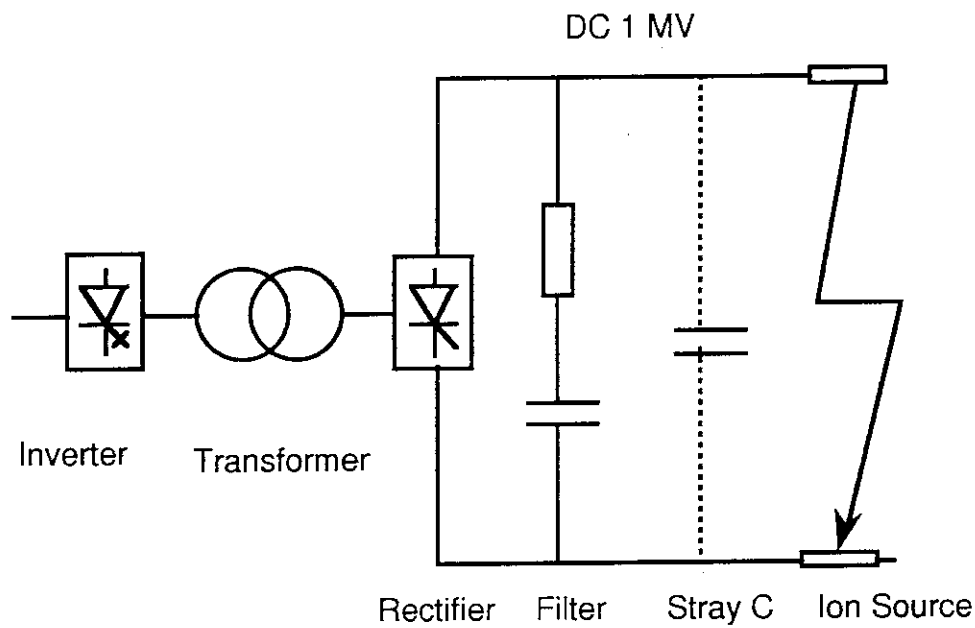 DC 1 MV
Inverter
Transformer
Rectifier
Filter
Stray C
Ion Source